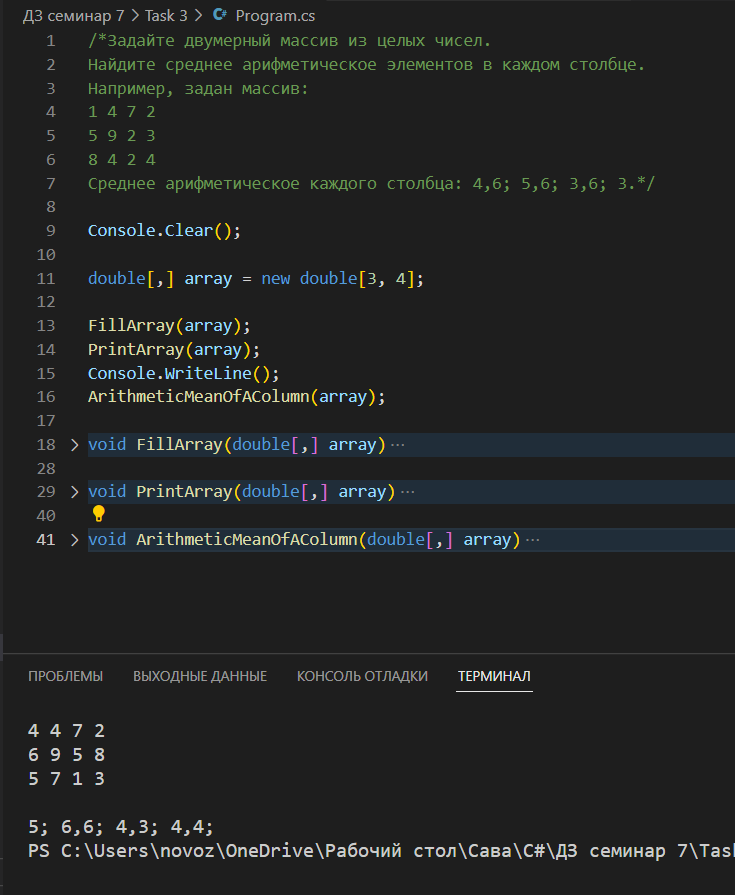 ДЗ семинар 7 > Task 3 > C# Program.cs
1 /*Задайте двумерный массив из целых чисел.
2 Найдите среднее арифметическое элементов в каждом столбце.
3 Например, задан массив:
4 1 4 7 2
5 5 9 2 3
6 8 4 2 4
7 Среднее арифметическое каждого столбца: 4,6; 5,6; 3,6; 3.*/
8
9 Console.Clear();
10
11 double[,] array = new double[3, 4];
12
13 FillArray(array);
14 PrintArray(array);
15 Console.WriteLine();
16 ArithmeticMeanOfAColumn(array);
17
18 > void FillArray(double[,] array) ···
28
29 > void PrintArray(double[,] array) ···
40
41 > void ArithmeticMeanOfAColumn(double[,] array) ···
ПРОБЛЕМЫ ВЫХОДНЫЕ ДАННЫЕ КОНСОЛЬ ОТЛАДКИ ТЕРМИНАЛ
4 4 7 2
6 9 5 8
5 7 1 3
5; 6,6; 4,3; 4,4;
PS C:\Users\novoz\OneDrive\Рабочий стол\Сава\C#\ДЗ семинар 7\Tas